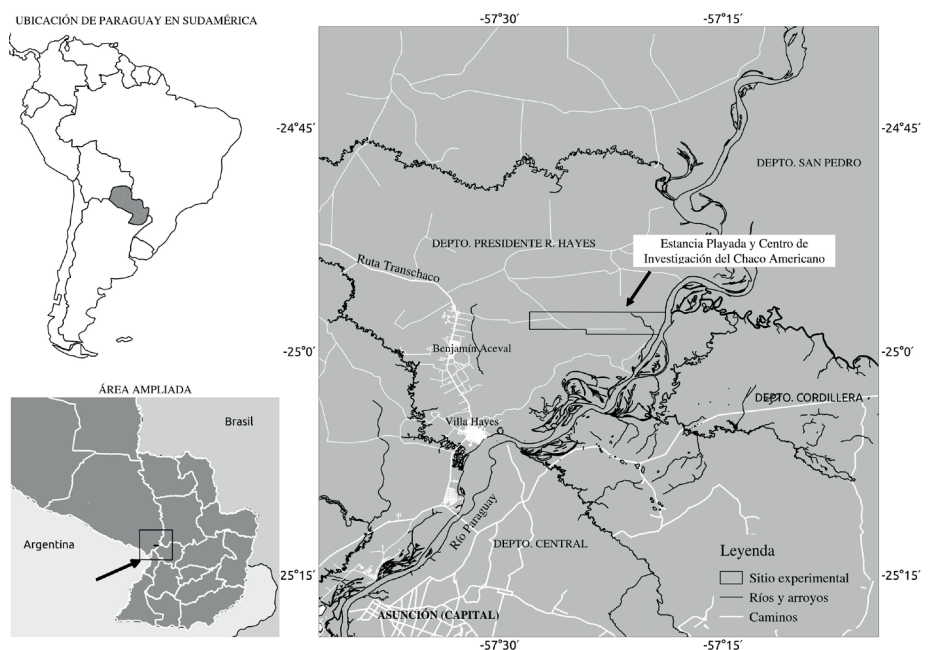 UBICACIÓN DE PARAGUAY EN SUDAMÉRICA
-57°30´
-57°15´
-24°45´
-24°45´
DEPTO. SAN PEDRO
DEPTO. PRESIDENTE R. HAYES
Estancia Playada y Centro de
Investigación del Chaco Americano
Ruta Transchaco
Benjamín Aceval
-25°0´
-25°0´
ÁREA AMPLIADA
DEPTO. CORDILLERA
Brasil
Villa Hayes
Río Paraguay
Argentina
DEPTO. CENTRAL
Leyenda
Sitio experimental
Ríos y arroyos
Caminos
-25°15´
-25°15´
ASUNCIÓN (CAPITAL)
-57°30´
-57°15´